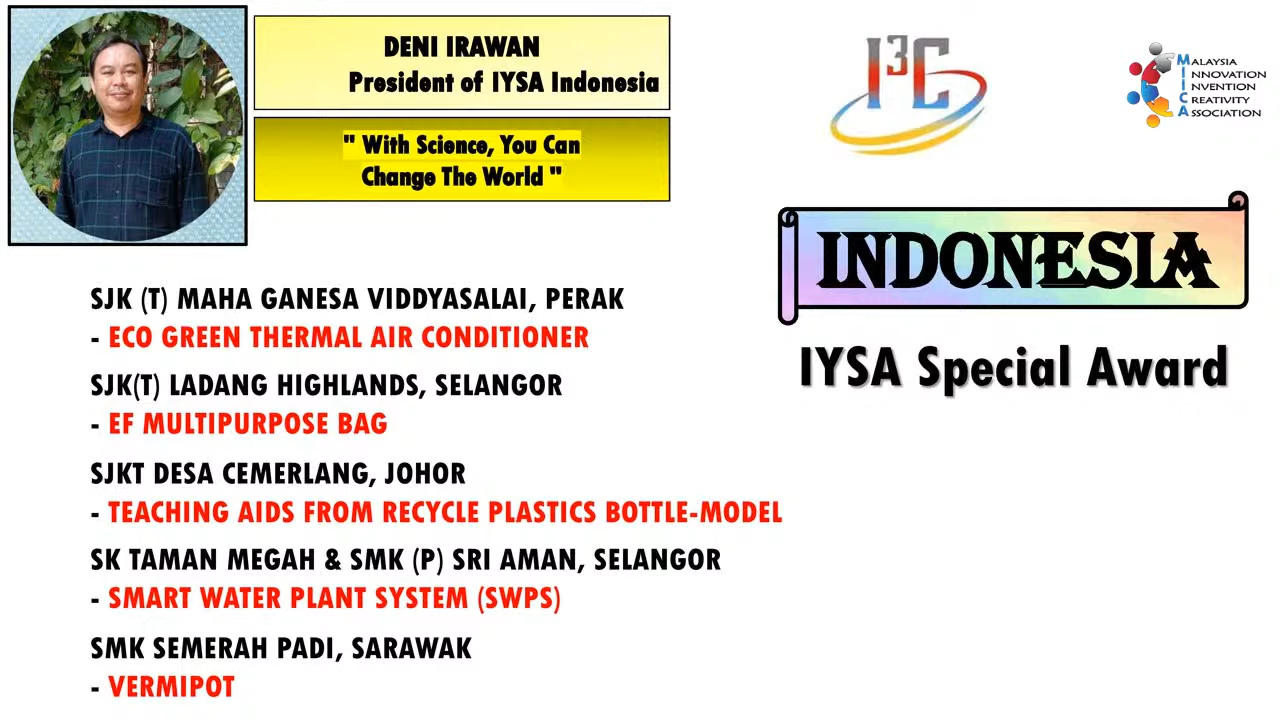 DENI IRAWAN
President of IYSA Indonesia
" With Science, You Can
Change The World "
I3C
MALAYSIA
INNOVATION
INVENTION
CREATIVITY
ASSOCIATION
INDONESIA
IYSA Special Award
SJK (T) MAHA GANESA VIDDYASALAI, PERAK
- ECO GREEN THERMAL AIR CONDITIONER
SJK(T) LADANG HIGHLANDS, SELANGOR
- EF MULTIPURPOSE BAG
SJKT DESA CEMERLANG, JOHOR
- TEACHING AIDS FROM RECYCLE PLASTICS BOTTLE-MODEL
SK TAMAN MEGAH & SMK (P) SRI AMAN, SELANGOR
- SMART WATER PLANT SYSTEM (SWPS)
SMK SEMERAH PADI, SARAWAK
- VERMIPOT